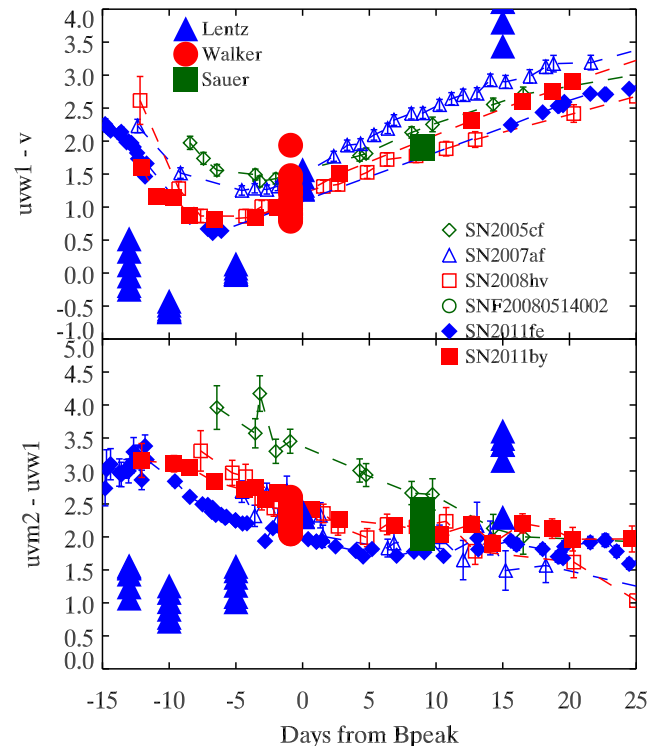 4.0
3.5
3.0
2.5
2.0
1.5
1.0
0.5
0.0
-0.5
-1.0
uvw1 - v
Lentz
Walker
Sauer
SN2005cf
SN2007af
SN2008hv
SNF20080514002
SN2011fe
SN2011by
5.0
4.5
4.0
3.5
3.0
2.5
2.0
1.5
1.0
0.5
0.0
uvm2 - uvw1
-15 -10 -5 0 5 10 15 20 25
Days from Bpeak